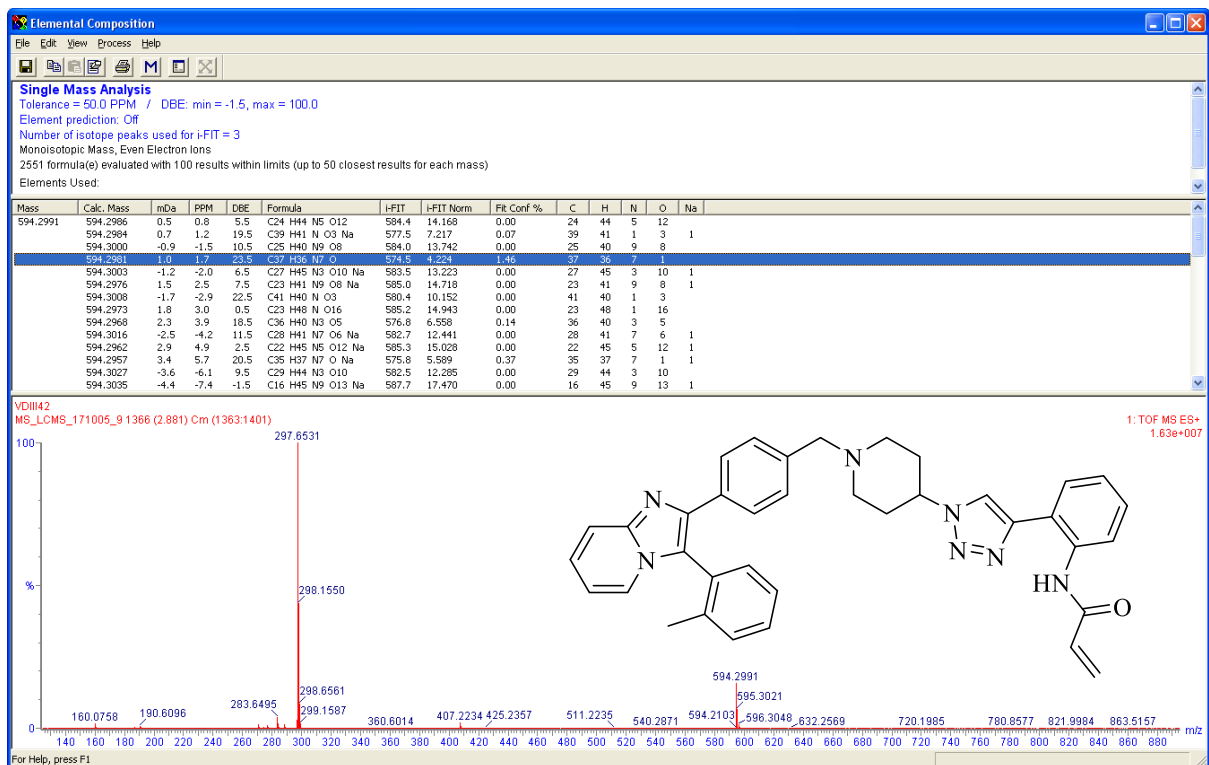 Elemental Composition
File Edit View Process Help
M
Single Mass Analysis
Tolerance = 50.0 PPM / DBE: min = -1.5, max = 100.0
Element prediction: Off
Number of isotope peaks used for i-FIT = 3
Monoisotopic Mass, Even Electron Ions
2551 formula(e) evaluated with 100 results within limits (up to 50 closest results for each mass)
Elements Used:
Mass Calc. Mass mDa PPM DBE Formula i-FIT i-FIT Norm Fit Conf % C H N O Na
594.2991 594.2986 0.5 0.8 5.5 C24 H44 N5 O12 584.4 14.168 0.00 24 44 5 12
594.2984 0.7 1.2 19.5 C39 H41 N O3 Na 577.5 7.217 0.07 39 41 1 3 1
594.3000 -0.9 -1.5 10.5 C25 H40 N9 O8 584.0 13.742 0.00 25 40 9 8
594.2981 1.0 1.7 23.5 C37 H36 N7 O 574.5 4.224 1.46 37 36 7 1
594.3003 -1.2 -2.0 6.5 C27 H45 N3 O10 Na 583.5 13.223 0.00 27 45 3 10 1
594.2976 1.5 2.5 7.5 C23 H41 N9 O8 Na 585.0 14.718 0.00 23 41 9 8 1
594.3008 -1.7 -2.9 22.5 C41 H40 N O3 580.4 10.152 0.00 41 40 1 3
594.2973 1.8 3.0 0.5 C23 H48 N O16 585.2 14.943 0.00 23 48 1 16
594.2968 2.3 3.9 18.5 C36 H40 N3 O5 576.8 6.558 0.14 36 40 3 5
594.3016 -2.5 -4.2 11.5 C28 H41 N7 O6 Na 582.7 12.441 0.00 28 41 7 6 1
594.2962 2.9 4.9 2.5 C22 H45 N5 O12 Na 585.3 15.028 0.00 22 45 5 12 1
594.2957 3.4 5.7 20.5 C35 H37 N7 O Na 575.8 5.589 0.37 35 37 7 1 1
594.3027 -3.6 -6.1 9.5 C29 H44 N3 O10 582.5 12.285 0.00 29 44 3 10
594.3035 -4.4 -7.4 -1.5 C16 H45 N9 O13 Na 587.7 17.470 0.00 16 45 9 13 1
VDIII42
MS_LCMS_171005_9 1366 (2.881) Cm (1363:1401)
1: TOF MS ES+
1.63e+007
100
297.6531
N
N
N
N
N
N=N
%
298.1550
HN
O
594.2991
298.6561
595.3021
283.6495
299.1587
594.2103
596.3048
160.0758 190.6096 360.6014 407.2234 425.2357 511.2235 540.2871 632.2569 720.1985 780.8577 821.9984 863.5157
0
m/z
140 160 180 200 220 240 260 280 300 320 340 360 380 400 420 440 460 480 500 520 540 560 580 600 620 640 660 680 700 720 740 760 780 800 820 840 860 880
For Help, press F1